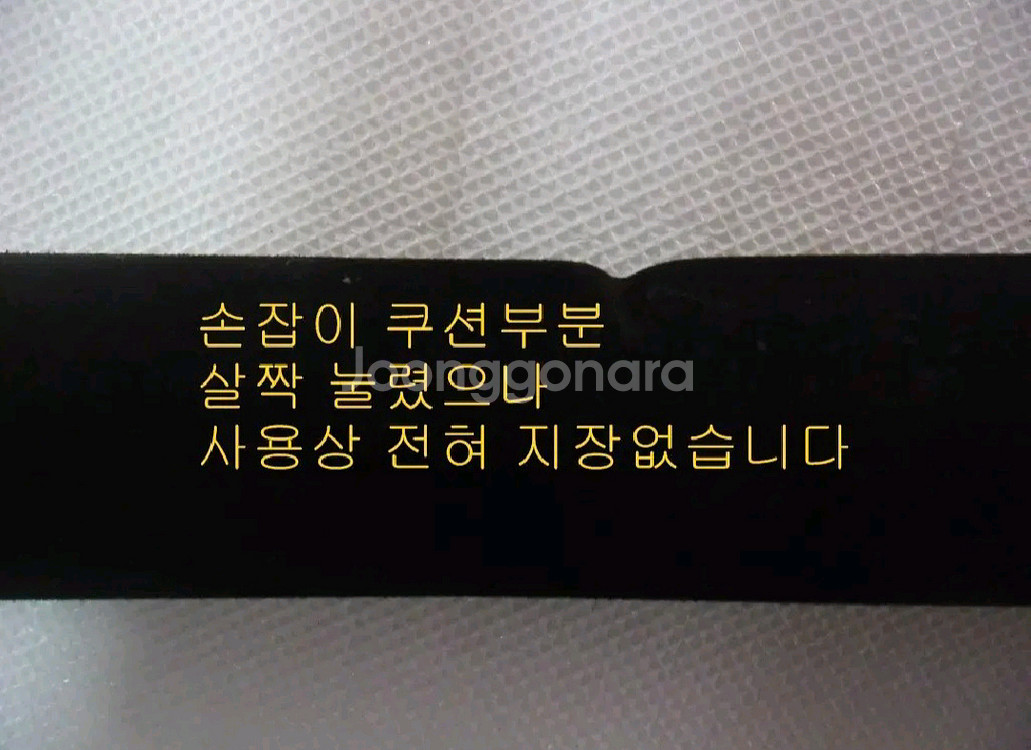 손잡이 쿠션부분
살짝 눌렸으나
Joonggonara
사용상 전혀 지장없습니다